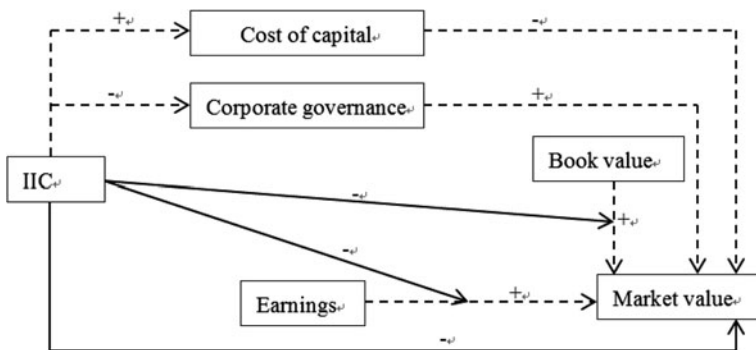 +↵ Cost of capital↵ -↵
-↵ Corporate governance↵ +↵
Book value↵
IIC↵
-↵ +↵
-↵
Earnings↵ +↵ Market value↵
-↵